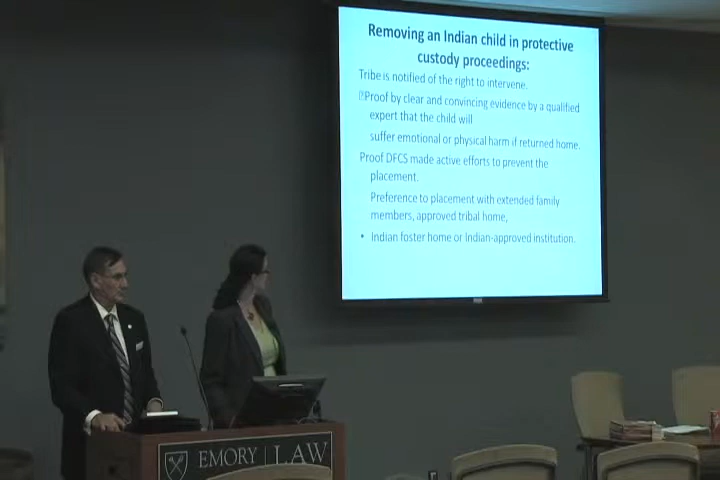 Removing an Indian child in protective
custody proceedings:
Tribe is notified of the right to intervene.
Proof by clear and convincing evidence by a qualified
expert that the child will
suffer emotional or physical harm if returned home.
Proof DFCS made active efforts to prevent the
placement.
Preference to placement with extended family
members, approved tribal home,
• Indian foster home or Indian-approved institution.
EMORY | LAW